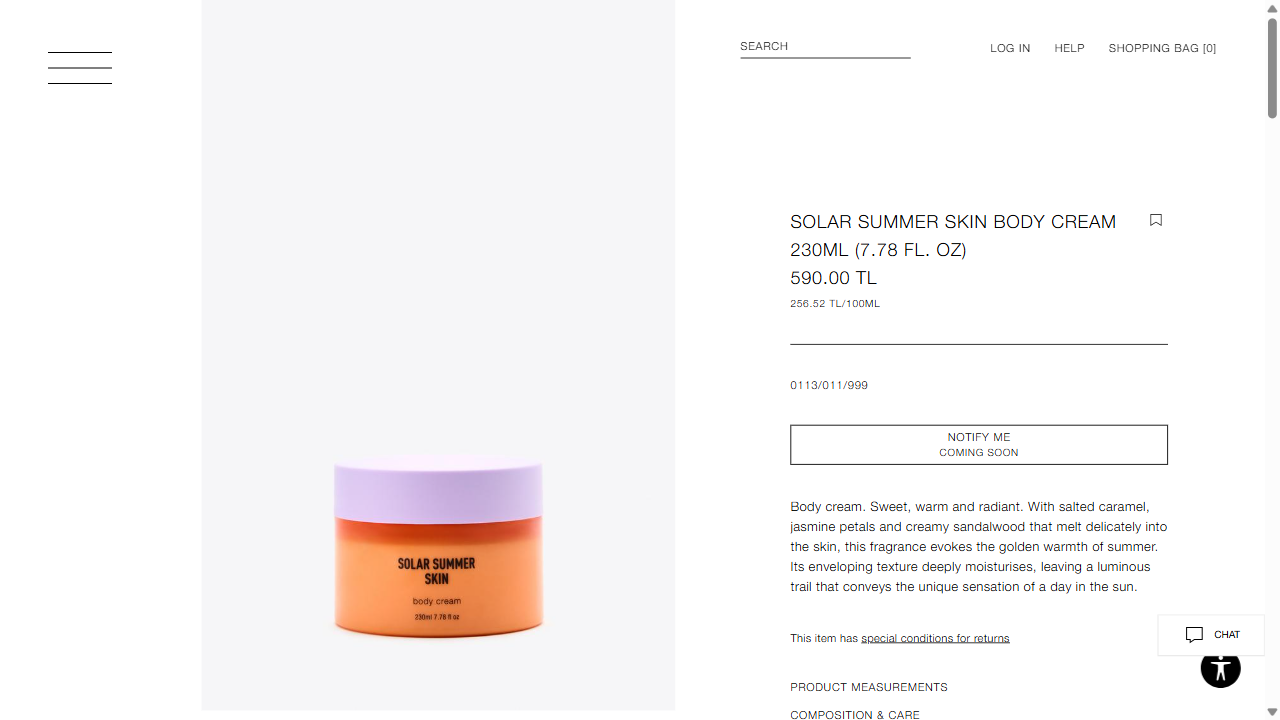 SEARCH
LOG IN
HELP
SHOPPING BAG [0]
SOLAR SUMMER SKIN BODY CREAM
230ML (7.78 FL. OZ)
590.00 TL
256.52 TL/100ML
0113/011/999
NOTIFY ME
COMING SOON
Body cream. Sweet, warm and radiant. With salted caramel,
jasmine petals and creamy sandalwood that melt delicately into
the skin, this fragrance evokes the golden warmth of summer.
Its enveloping texture deeply moisturises, leaving a luminous
trail that conveys the unique sensation of a day in the sun.
This item has special conditions for returns
PRODUCT MEASUREMENTS
COMPOSITION & CARE
CHAT
SOLAR SUMMER
SKIN
body cream
230ml 7.78 fl oz